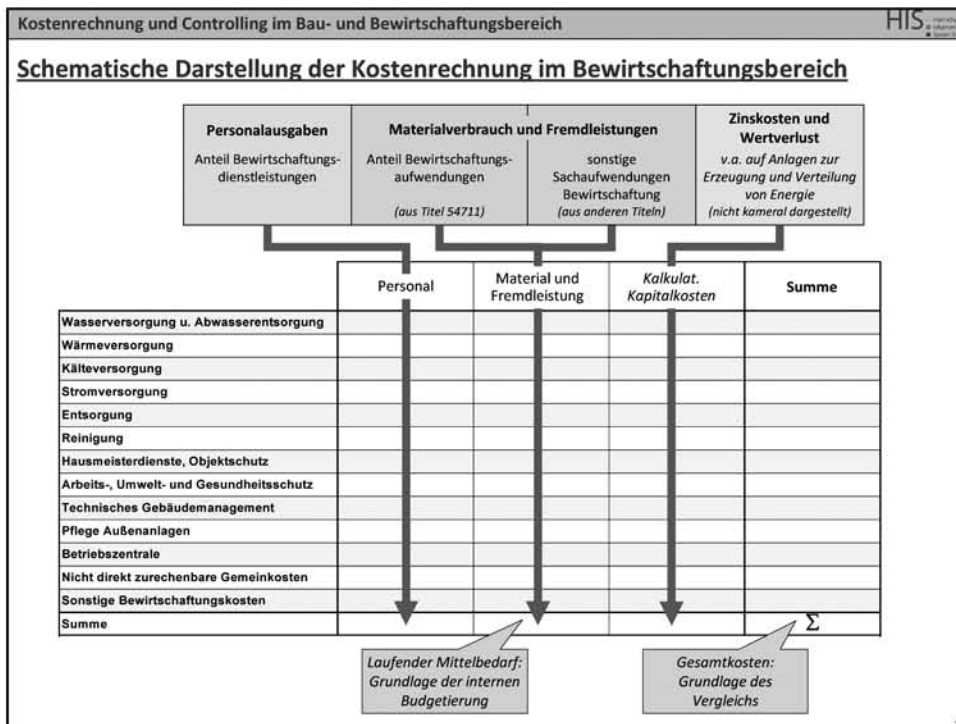 Kostenrechnung und Controlling im Bau- und Bewirtschaftungsbereich
HIS
Schematische Darstellung der Kostenrechnung im Bewirtschaftungsbereich
Personalausgaben
Anteil Bewirtschaftungs-
dienstleistungen
Materialverbrauch und Fremdleistungen
Anteil Bewirtschaftungs-
aufwendungen
(aus Titel 54711)
sonstige
Sachaufwendungen
Bewirtschaftung
(aus anderen Titeln)
Zinskosten und
Wertverlust
v.a. auf Anlagen zur
Erzeugung und Verteilung
von Energie
(nicht kameral dargestellt)
Personal
Material und
Fremdleistung
Kalkulat.
Kapitalkosten
Summe
Wasserversorgung u. Abwasserentsorgung
Wärmeversorgung
Kälteversorgung
Stromversorgung
Entsorgung
Reinigung
Hausmeisterdienste, Objektschutz
Arbeits-, Umwelt- und Gesundheitsschutz
Technisches Gebäudemanagement
Pflege Außenanlagen
Betriebszentrale
Nicht direkt zurechenbare Gemeinkosten
Sonstige Bewirtschaftungskosten
Summe
Σ
Laufender Mittelbedarf:
Grundlage der internen
Budgetierung
Gesamtkosten:
Grundlage des
Vergleichs